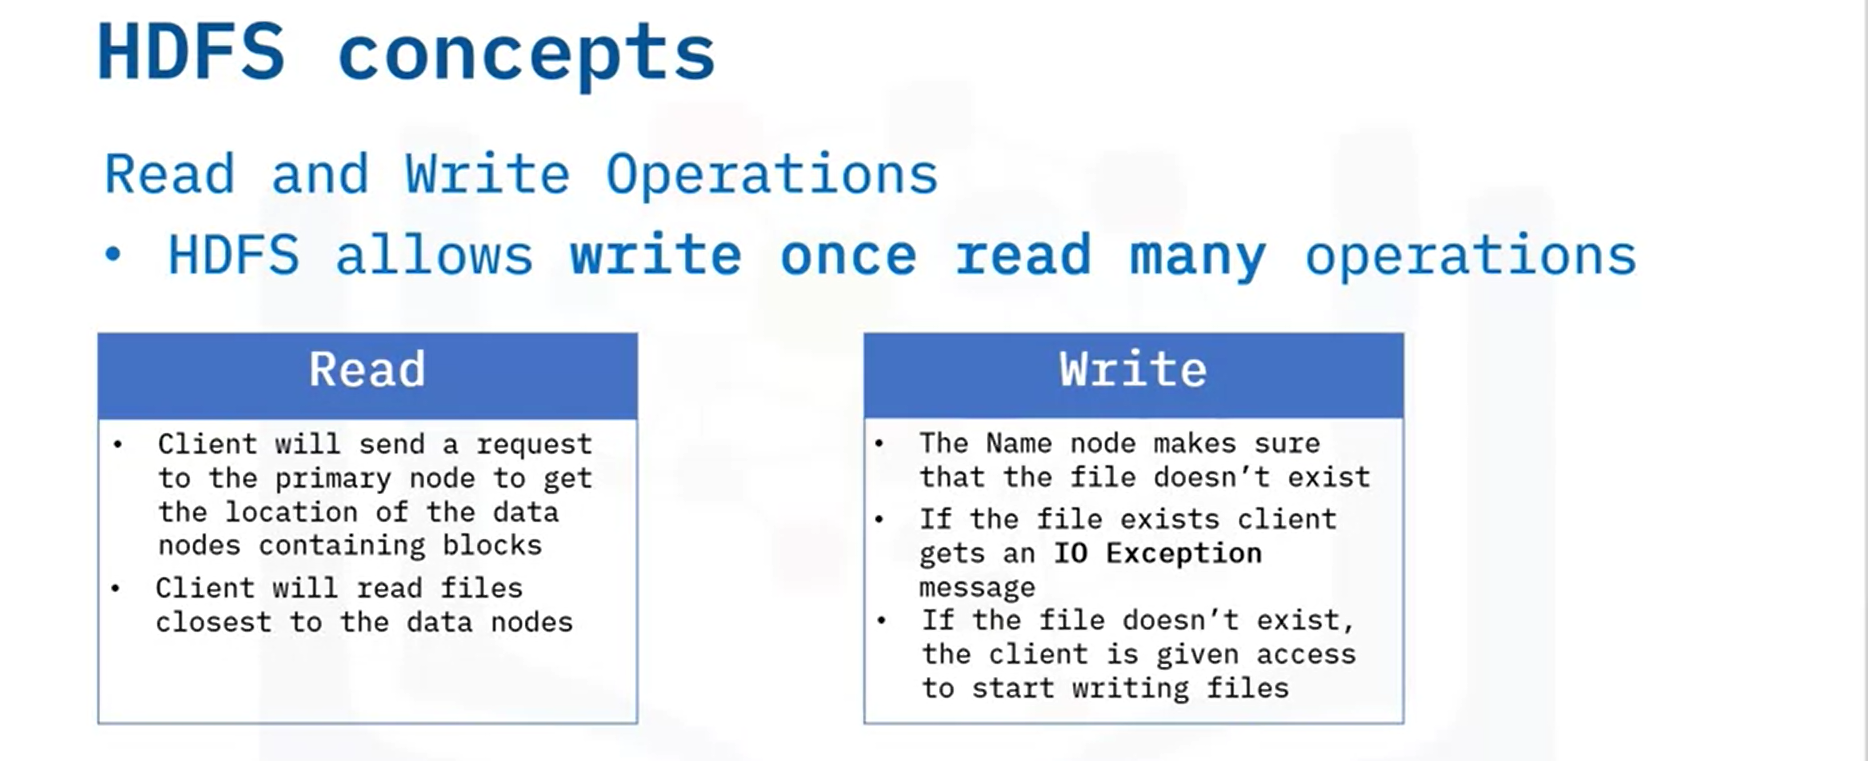 HDFS concepts
Read and Write Operations
• HDFS allows write once read many operations
Read
• Client will send a request
to the primary node to get
the location of the data
nodes containing blocks
• Client will read files
closest to the data nodes
Write
• The Name node makes sure
that the file doesn’t exist
• If the file exists client
gets an IO Exception
message
• If the file doesn’t exist,
the client is given access
to start writing files